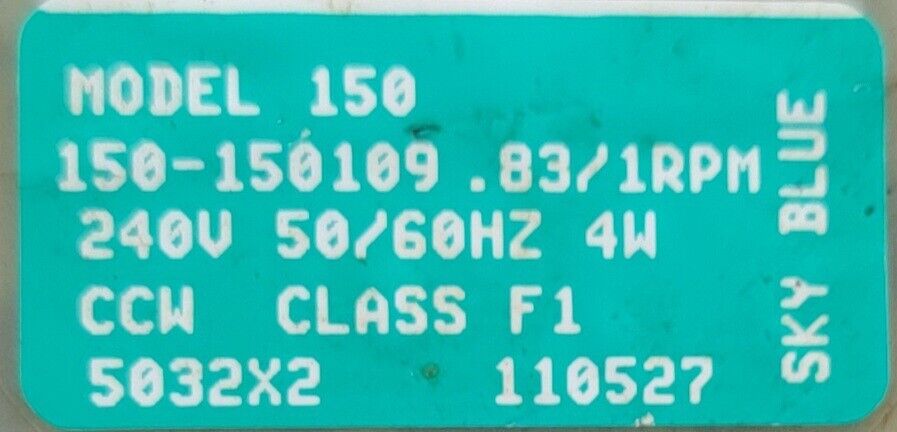 MODEL 150
150-150109 .83/1RPM
240V 50/60HZ 4W
CCW CLASS F1
5032X2 110527
SKY BLUE